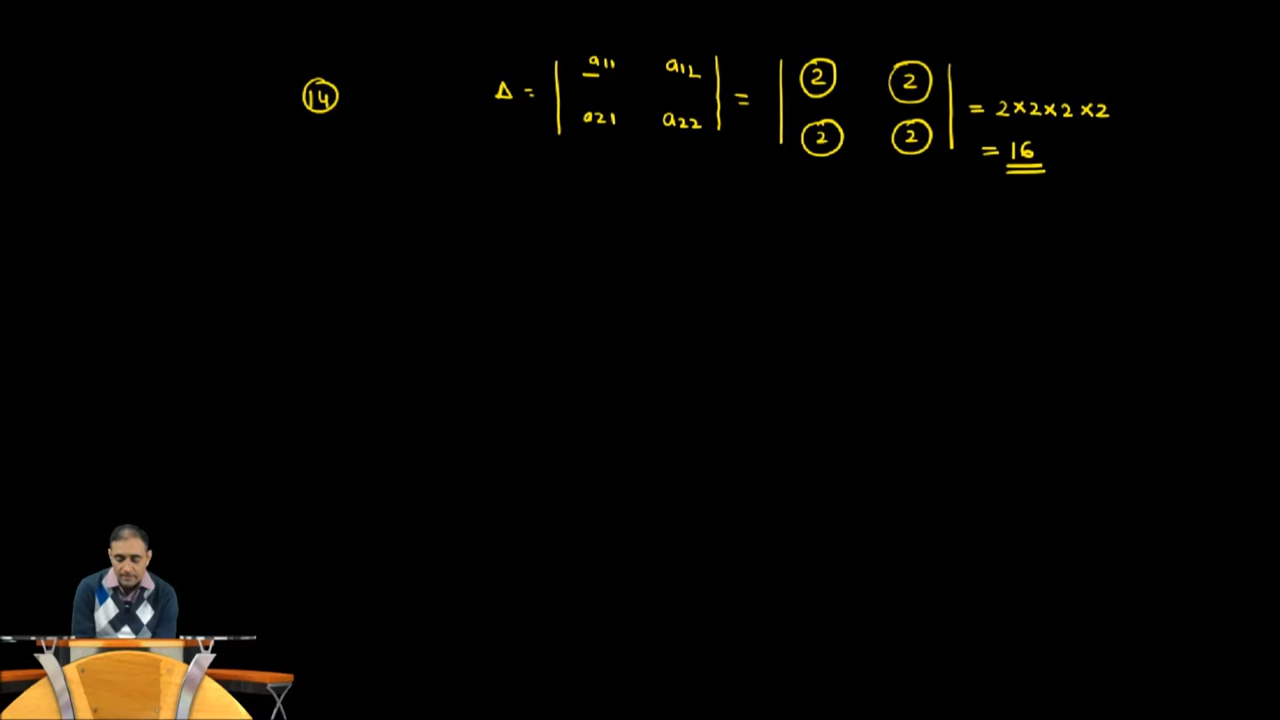 14
Δ = | a11 a12 | = | 2 2 | = 2×2×2×2
| a21 a22 | | 2 2 | = 16